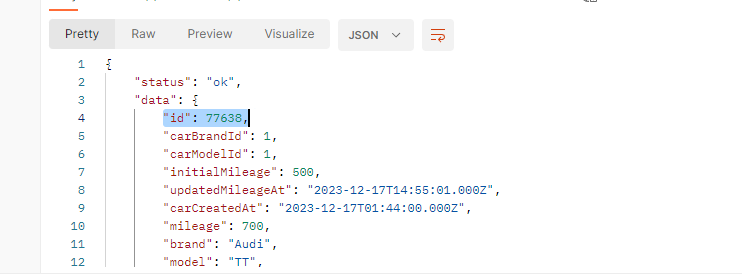 Pretty Raw Preview Visualize JSON
1 {
2 "status": "ok",
3 "data": {
4 "id": 77638,
5 "carBrandId": 1,
6 "carModelId": 1,
7 "initialMileage": 500,
8 "updatedMileageAt": "2023-12-17T14:55:01.000Z",
9 "carCreatedAt": "2023-12-17T01:44:00.000Z",
10 "mileage": 700,
11 "brand": "Audi",
12 "model": "TT",